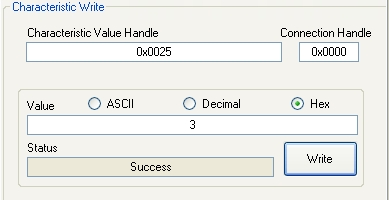 Characteristic Write
Characteristic Value Handle Connection Handle
0x0025 0x0000
Value ASCII Decimal Hex
3
Status
Success Write